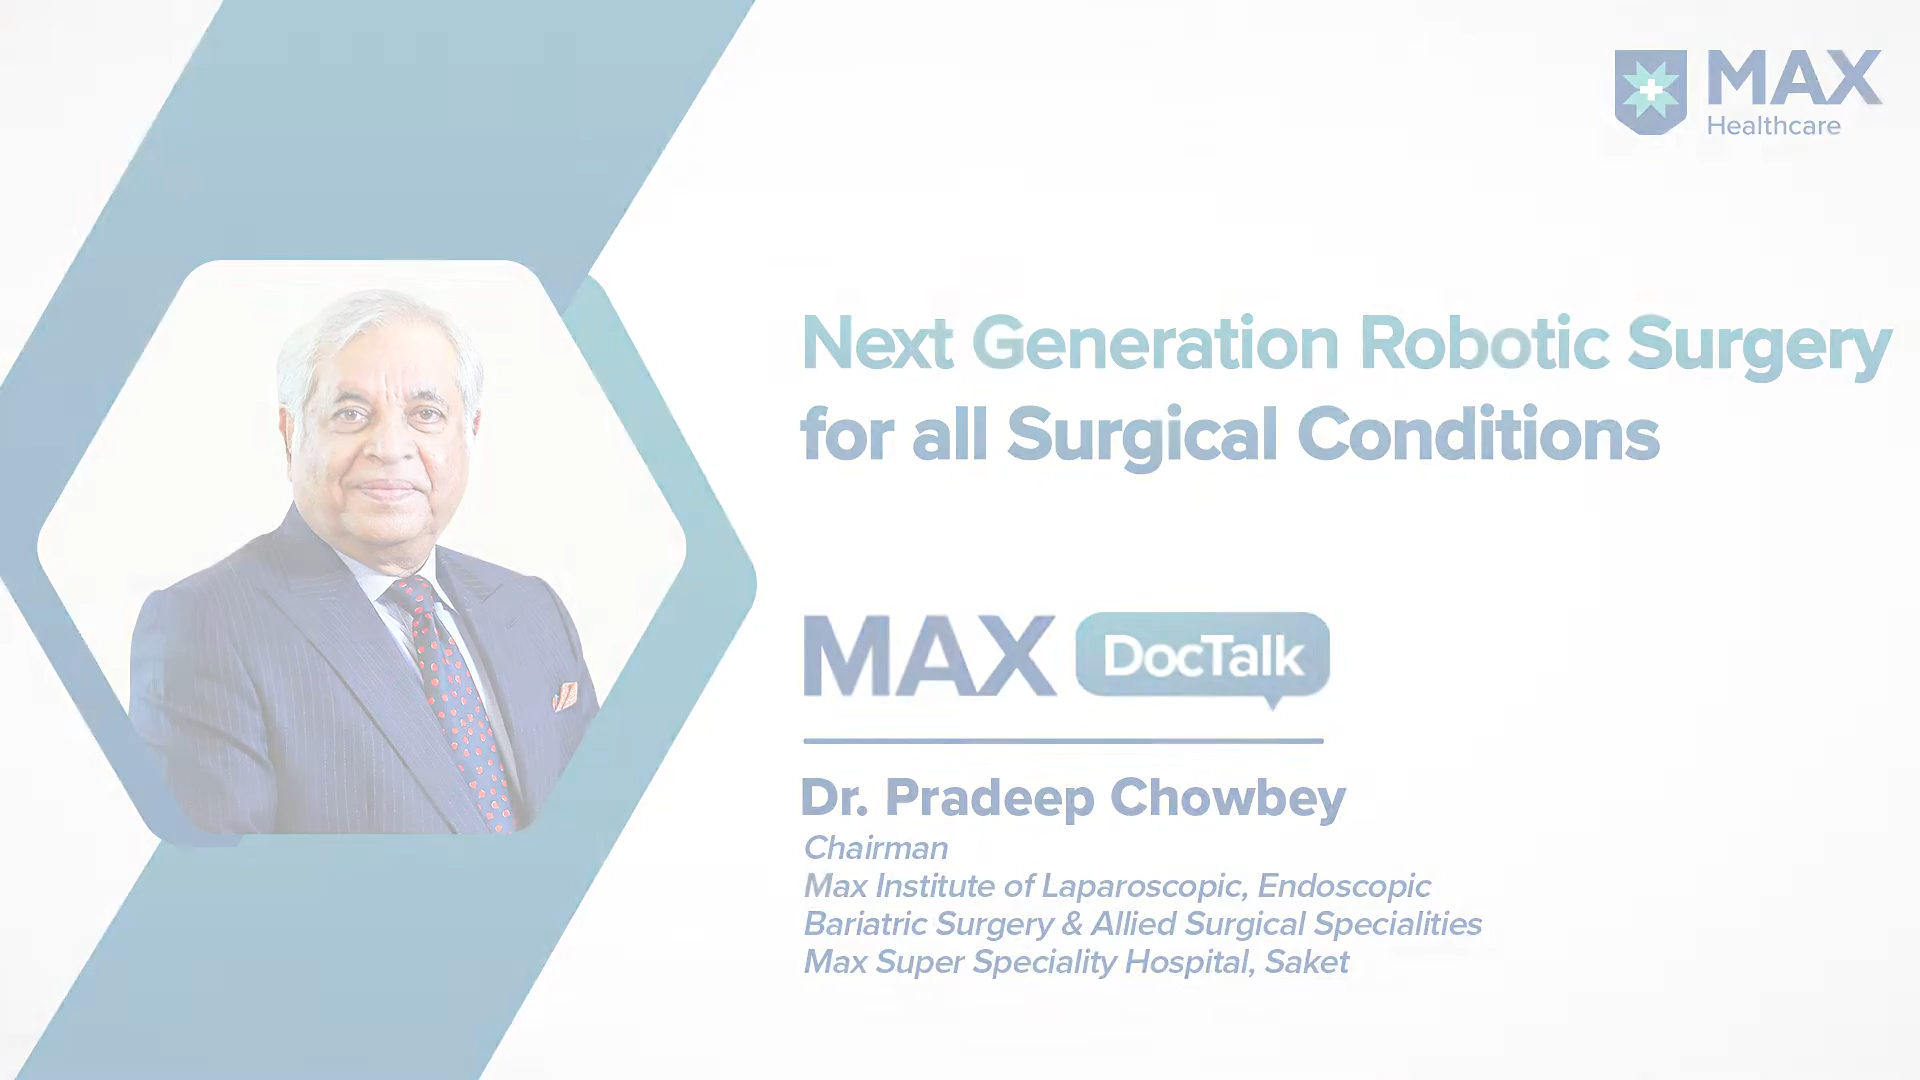 MAX
Healthcare
Next Generation Robotic Surgery
for all Surgical Conditions
MAX DocTalk
Dr. Pradeep Chowbey
Chairman
Max Institute of Laparoscopic, Endoscopic
Bariatric Surgery & Allied Surgical Specialities
Max Super Speciality Hospital, Saket